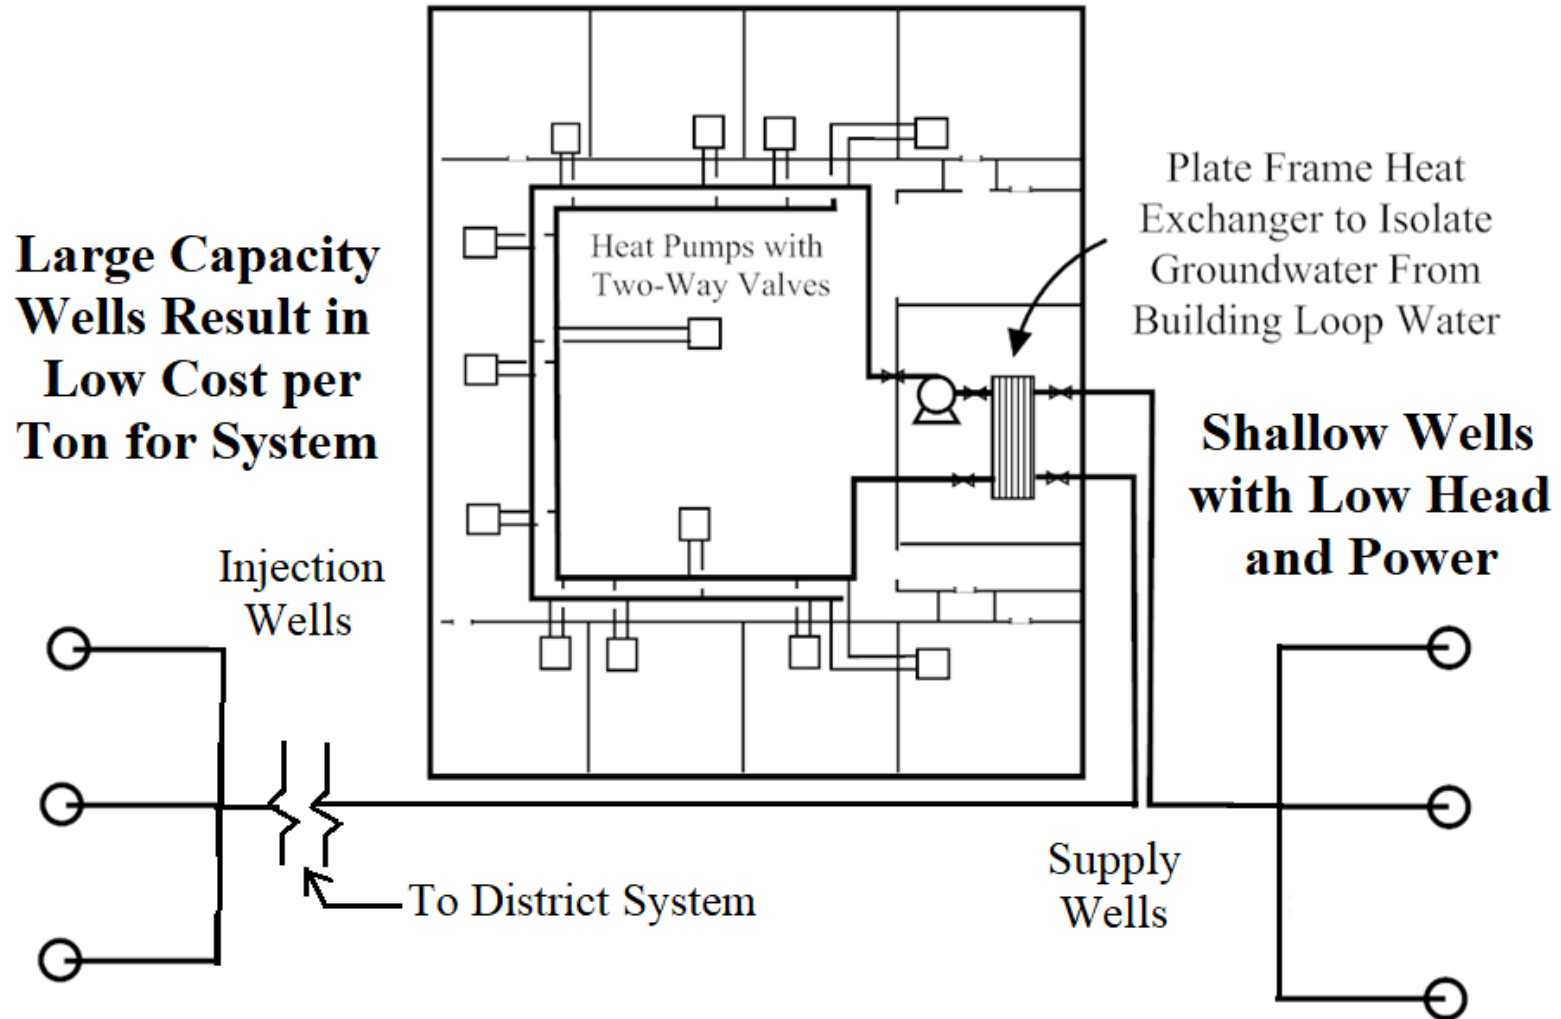 Large Capacity
Wells Result in
Low Cost per
Ton for System
Heat Pumps with
Two-Way Valves
Plate Frame Heat
Exchanger to Isolate
Groundwater From
Building Loop Water
Shallow Wells
with Low Head
and Power
Injection
Wells
To District System
Supply
Wells